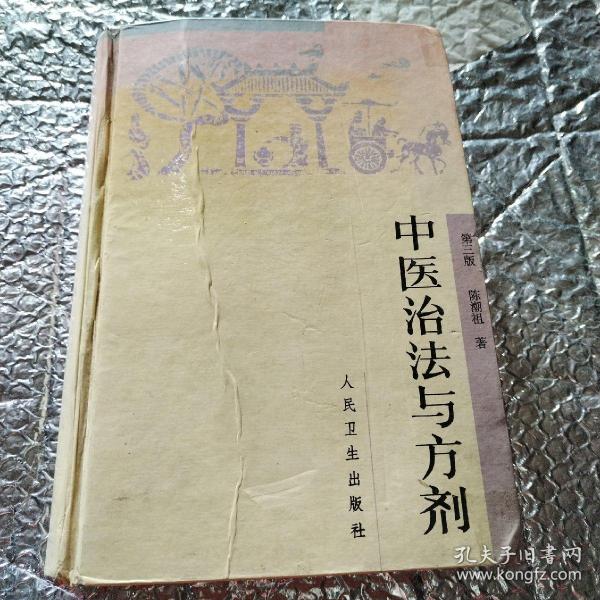 中医治法与方剂
第三版 陈潮祖 著
人民卫生出版社
孔夫子旧書网
www.kongfz.com